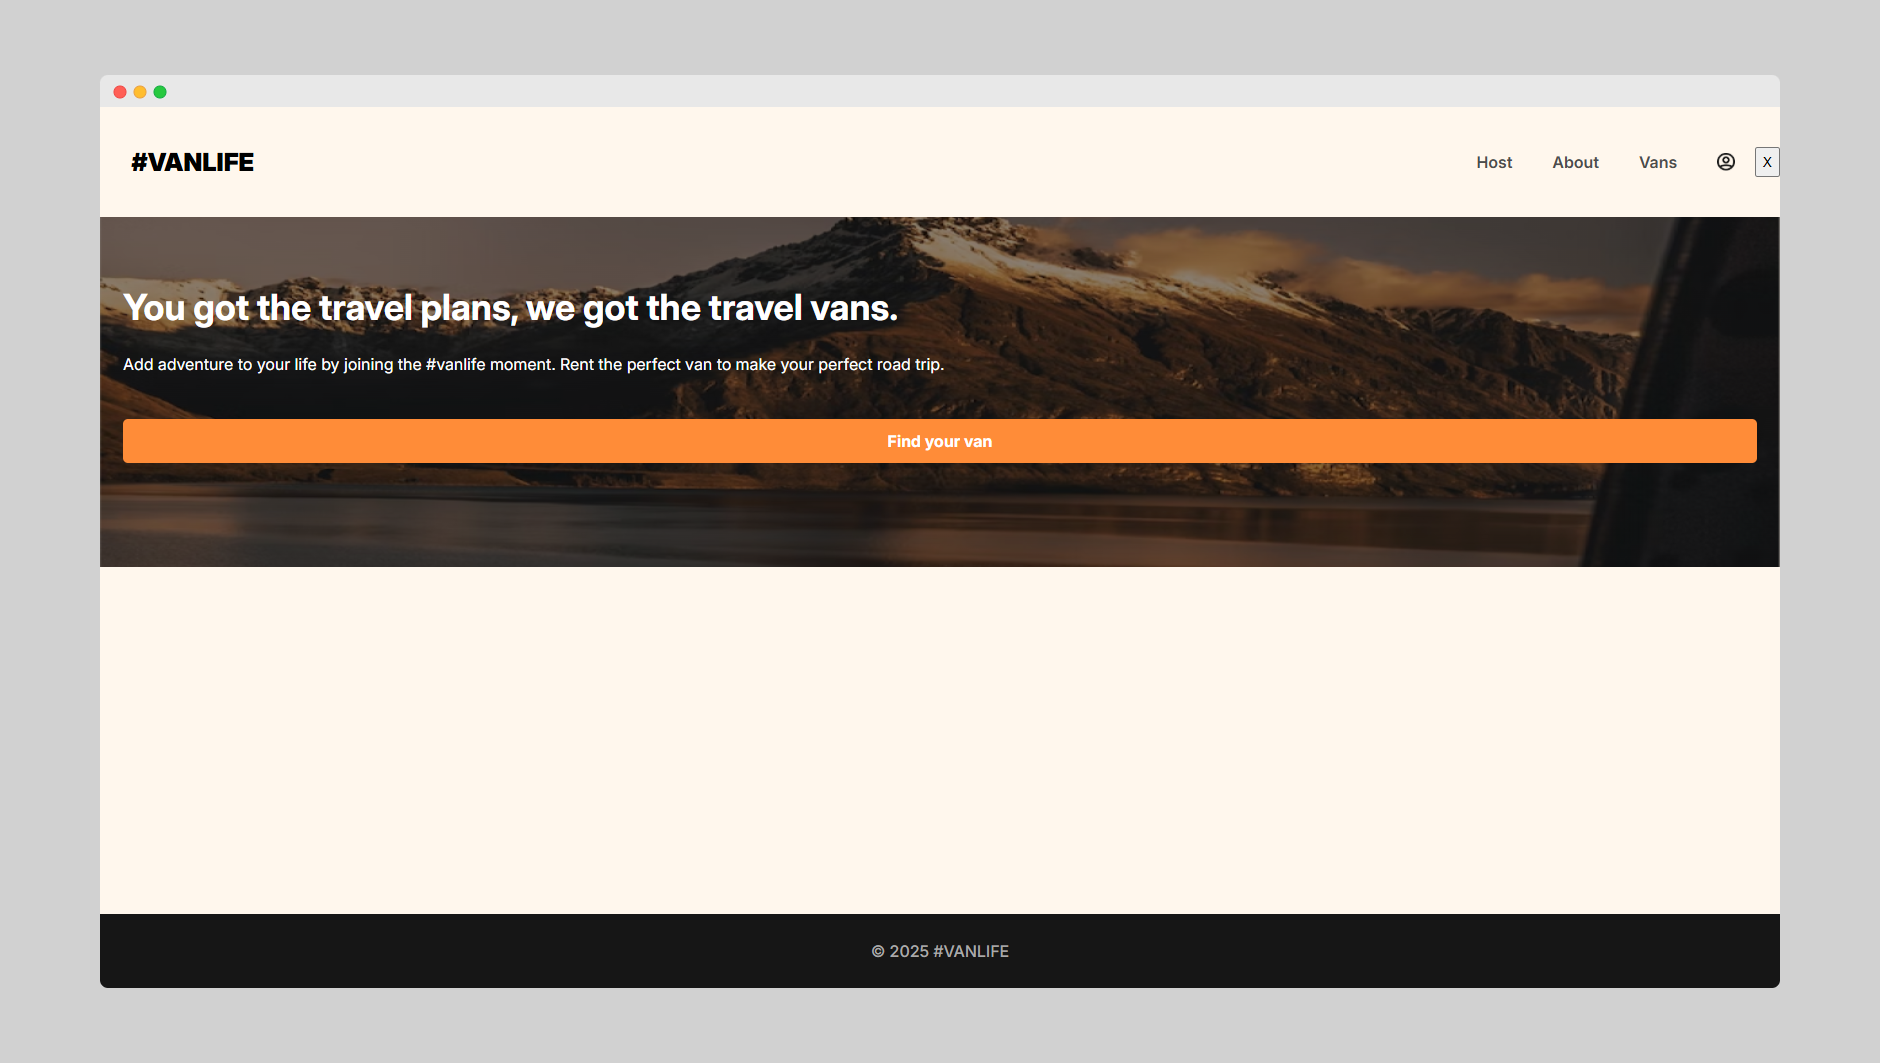 #VANLIFE
Host About Vans X
You got the travel plans, we got the travel vans.
Add adventure to your life by joining the #vanlife moment. Rent the perfect van to make your perfect road trip.
Find your van
© 2025 #VANLIFE